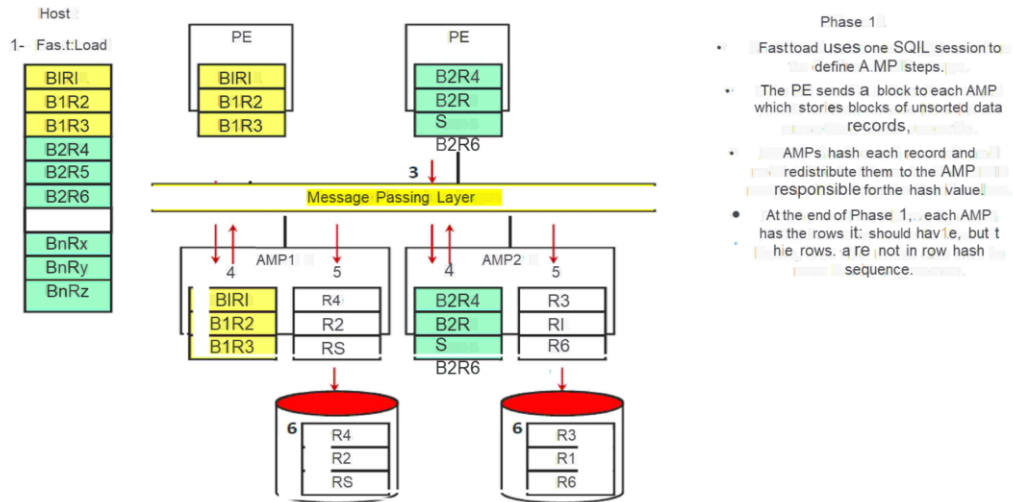 Host
1- Fas.t:Load
BIRI
B1R2
B1R3
B2R4
B2R5
B2R6
BnRx
BnRy
BnRz
PE
BIRI
B1R2
B1R3
PE
B2R4
B2R
S
B2R6
3
Message Passing Layer
AMP1
4
5
BIRI
B1R2
B1R3
R4
R2
RS
AMP2
4
5
B2R4
B2R
S
B2R6
R3
RI
R6
6
R4
R2
RS
6
R3
R1
R6
Phase 1
• Fasttoad uses one SQIL session to
define A.MP steps.
• The PE sends a block to each AMP
which stories blocks of unsorted data
records,
• AMPs hash each record and
redistribute them to the AMP
responsible forthe hash value.
• At the end of Phase 1,. each AMP
has the rows it: should hav1e, but t
hie rows. a re not in row hash
sequence.